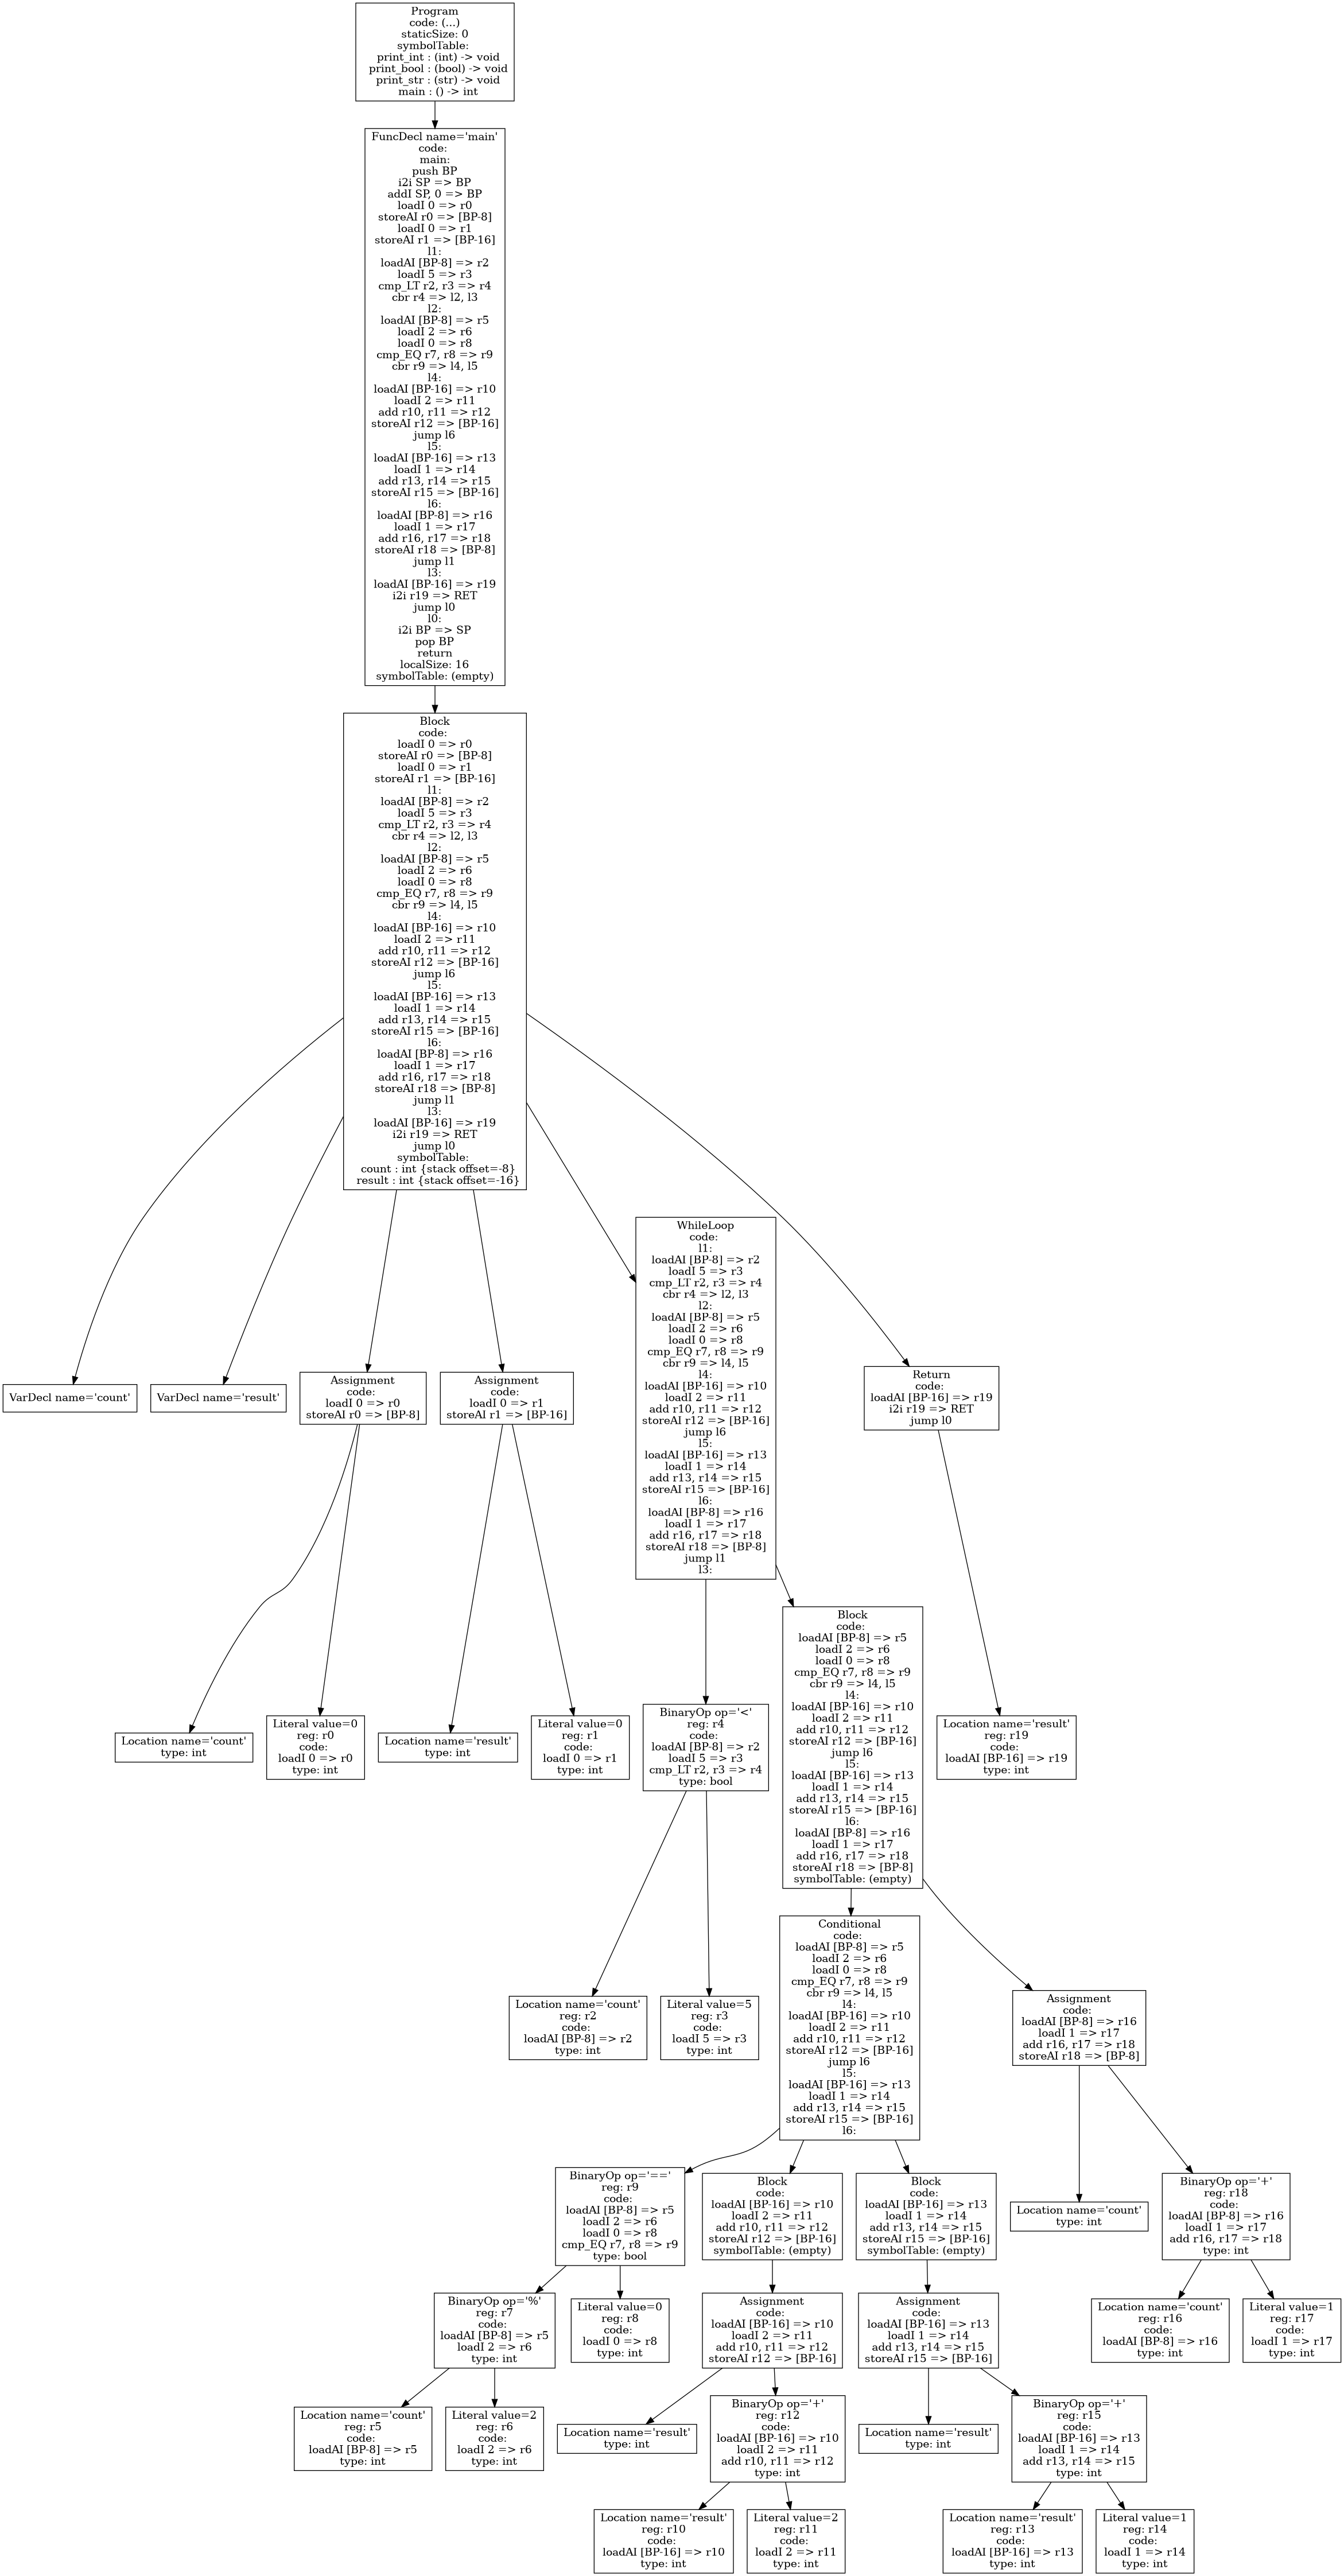 Program
code: (...)
staticSize: 0
symbolTable:
print_int : (int) -> void
print_bool : (bool) -> void
print_str : (str) -> void
main : () -> int
FuncDecl name='main'
code:
main:
push BP
i2i SP => BP
addI SP, 0 => BP
loadI 0 => r0
storeAI r0 => [BP-8]
loadI 0 => r1
storeAI r1 => [BP-16]
l1:
loadAI [BP-8] => r2
loadI 5 => r3
cmp_LT r2, r3 => r4
cbr r4 => l2, l3
l2:
loadAI [BP-8] => r5
loadI 2 => r6
loadI 0 => r8
cmp_EQ r7, r8 => r9
cbr r9 => l4, l5
l4:
loadAI [BP-16] => r10
loadI 2 => r11
add r10, r11 => r12
storeAI r12 => [BP-16]
jump l6
l5:
loadAI [BP-16] => r13
loadI 1 => r14
add r13, r14 => r15
storeAI r15 => [BP-16]
l6:
loadAI [BP-8] => r16
loadI 1 => r17
add r16, r17 => r18
storeAI r18 => [BP-8]
jump l1
l3:
loadAI [BP-16] => r19
i2i r19 => RET
jump l0
l0:
i2i BP => SP
pop BP
return
localSize: 16
symbolTable: (empty)
Block
code:
loadI 0 => r0
storeAI r0 => [BP-8]
loadI 0 => r1
storeAI r1 => [BP-16]
l1:
loadAI [BP-8] => r2
loadI 5 => r3
cmp_LT r2, r3 => r4
cbr r4 => l2, l3
l2:
loadAI [BP-8] => r5
loadI 2 => r6
loadI 0 => r8
cmp_EQ r7, r8 => r9
cbr r9 => l4, l5
l4:
loadAI [BP-16] => r10
loadI 2 => r11
add r10, r11 => r12
storeAI r12 => [BP-16]
jump l6
l5:
loadAI [BP-16] => r13
loadI 1 => r14
add r13, r14 => r15
storeAI r15 => [BP-16]
l6:
loadAI [BP-8] => r16
loadI 1 => r17
add r16, r17 => r18
storeAI r18 => [BP-8]
jump l1
l3:
loadAI [BP-16] => r19
i2i r19 => RET
jump l0
symbolTable:
count : int {stack offset=-8}
result : int {stack offset=-16}
VarDecl name='count'
VarDecl name='result'
Assignment
code:
loadI 0 => r0
storeAI r0 => [BP-8]
Assignment
code:
loadI 0 => r1
storeAI r1 => [BP-16]
WhileLoop
code:
l1:
loadAI [BP-8] => r2
loadI 5 => r3
cmp_LT r2, r3 => r4
cbr r4 => l2, l3
l2:
loadAI [BP-8] => r5
loadI 2 => r6
loadI 0 => r8
cmp_EQ r7, r8 => r9
cbr r9 => l4, l5
l4:
loadAI [BP-16] => r10
loadI 2 => r11
add r10, r11 => r12
storeAI r12 => [BP-16]
jump l6
l5:
loadAI [BP-16] => r13
loadI 1 => r14
add r13, r14 => r15
storeAI r15 => [BP-16]
l6:
loadAI [BP-8] => r16
loadI 1 => r17
add r16, r17 => r18
storeAI r18 => [BP-8]
jump l1
l3:
Return
code:
loadAI [BP-16] => r19
i2i r19 => RET
jump l0
Location name='count'
type: int
Literal value=0
reg: r0
code:
loadI 0 => r0
type: int
Location name='result'
type: int
Literal value=0
reg: r1
code:
loadI 0 => r1
type: int
BinaryOp op='<'
reg: r4
code:
loadAI [BP-8] => r2
loadI 5 => r3
cmp_LT r2, r3 => r4
type: bool
Block
code:
loadAI [BP-8] => r5
loadI 2 => r6
loadI 0 => r8
cmp_EQ r7, r8 => r9
cbr r9 => l4, l5
l4:
loadAI [BP-16] => r10
loadI 2 => r11
add r10, r11 => r12
storeAI r12 => [BP-16]
jump l6
l5:
loadAI [BP-16] => r13
loadI 1 => r14
add r13, r14 => r15
storeAI r15 => [BP-16]
l6:
loadAI [BP-8] => r16
loadI 1 => r17
add r16, r17 => r18
storeAI r18 => [BP-8]
symbolTable: (empty)
Location name='result'
reg: r19
code:
loadAI [BP-16] => r19
type: int
Location name='count'
reg: r2
code:
loadAI [BP-8] => r2
type: int
Literal value=5
reg: r3
code:
loadI 5 => r3
type: int
Conditional
code:
loadAI [BP-8] => r5
loadI 2 => r6
loadI 0 => r8
cmp_EQ r7, r8 => r9
cbr r9 => l4, l5
l4:
loadAI [BP-16] => r10
loadI 2 => r11
add r10, r11 => r12
storeAI r12 => [BP-16]
jump l6
l5:
loadAI [BP-16] => r13
loadI 1 => r14
add r13, r14 => r15
storeAI r15 => [BP-16]
l6:
Assignment
code:
loadAI [BP-8] => r16
loadI 1 => r17
add r16, r17 => r18
storeAI r18 => [BP-8]
BinaryOp op='=='
reg: r9
code:
loadAI [BP-8] => r5
loadI 2 => r6
loadI 0 => r8
cmp_EQ r7, r8 => r9
type: bool
Block
code:
loadAI [BP-16] => r10
loadI 2 => r11
add r10, r11 => r12
storeAI r12 => [BP-16]
symbolTable: (empty)
Block
code:
loadAI [BP-16] => r13
loadI 1 => r14
add r13, r14 => r15
storeAI r15 => [BP-16]
symbolTable: (empty)
Location name='count'
type: int
BinaryOp op='+'
reg: r18
code:
loadAI [BP-8] => r16
loadI 1 => r17
add r16, r17 => r18
type: int
BinaryOp op='%'
reg: r7
code:
loadAI [BP-8] => r5
loadI 2 => r6
type: int
Literal value=0
reg: r8
code:
loadI 0 => r8
type: int
Assignment
code:
loadAI [BP-16] => r10
loadI 2 => r11
add r10, r11 => r12
storeAI r12 => [BP-16]
Assignment
code:
loadAI [BP-16] => r13
loadI 1 => r14
add r13, r14 => r15
storeAI r15 => [BP-16]
Location name='count'
reg: r16
code:
loadAI [BP-8] => r16
type: int
Literal value=1
reg: r17
code:
loadI 1 => r17
type: int
Location name='count'
reg: r5
code:
loadAI [BP-8] => r5
type: int
Literal value=2
reg: r6
code:
loadI 2 => r6
type: int
Location name='result'
type: int
BinaryOp op='+'
reg: r12
code:
loadAI [BP-16] => r10
loadI 2 => r11
add r10, r11 => r12
type: int
Location name='result'
type: int
BinaryOp op='+'
reg: r15
code:
loadAI [BP-16] => r13
loadI 1 => r14
add r13, r14 => r15
type: int
Location name='result'
reg: r10
code:
loadAI [BP-16] => r10
type: int
Literal value=2
reg: r11
code:
loadI 2 => r11
type: int
Location name='result'
reg: r13
code:
loadAI [BP-16] => r13
type: int
Literal value=1
reg: r14
code:
loadI 1 => r14
type: int